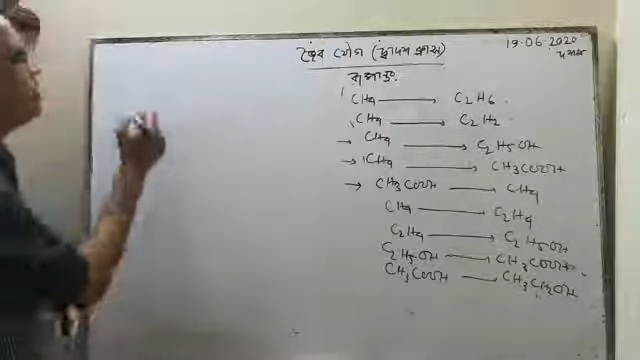 জৈব যৌগ (দ্বাদশ ক্লাস)
19.06.2020
CH4 → C2H6
CH4 → C2H2
→ CH4 → C2H5OH
→ CH4 → CH3COOH
→ CH3COOH → CH4
CH4 → C2H4
C2H4 → C2H5OH
C2H5OH → CH3COOH
CH3COOH → CH3CH2OH